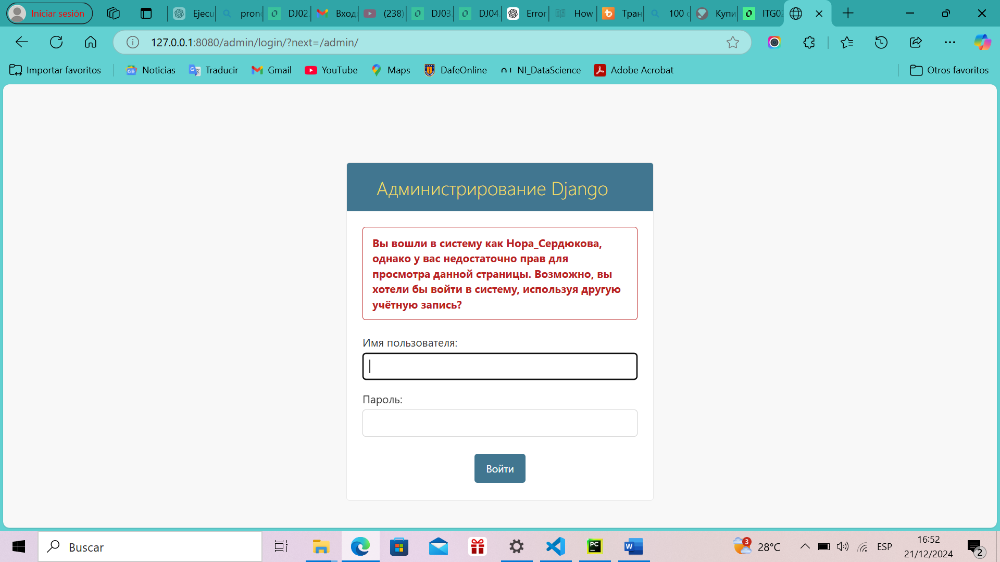 Iniciar sesión
Ejecu
pron
DJ02.
Вход
(238)
DJ03
DJ04.
Error
How
Тран
100
Купи
ITG02
127.0.0.1:8080/admin/login/?next=/admin/
Importar favoritos
Noticias
Traducir
Gmail
YouTube
Maps
DafeOnline
NI_DataScience
Adobe Acrobat
Otros favoritos
Администрирование Django
Вы вошли в систему как Нора_Сердюкова,
однако у вас недостаточно прав для
просмотра данной страницы. Возможно, вы
хотели бы войти в систему, используя другую
учётную запись?
Имя пользователя:
Пароль:
Войти
Buscar
PC
W
3
28°C
ESP
16:52
21/12/2024
2